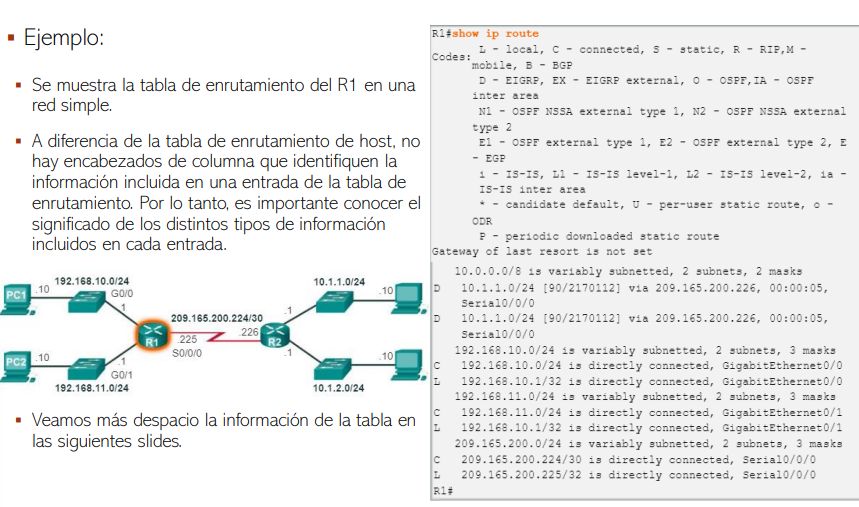 Ejemplo:
Se muestra la tabla de enrutamiento del R1 en una
red simple.
A diferencia de la tabla de enrutamiento de host, no
hay encabezados de columna que identifiquen la
información incluida en una entrada de la tabla de
enrutamiento. Por lo tanto, es importante conocer el
significado de los distintos tipos de información
incluidos en cada entrada.
192.168.10.0/24
10.1.1.0/24
PC1
.10
G0/0
.1
.10
.1
209.165.200.224/30
R1
.225
.226
R2
S0/0/0
PC2
.10
G0/1
.1
.1
.10
192.168.11.0/24
10.1.2.0/24
Veamos más despacio la información de la tabla en
las siguientes slides.
R1#show ip route
Codes: L - local, C - connected, S - static, R - RIP,M -
mobile, B - BGP
D - EIGRP, EX - EIGRP external, O - OSPF,IA - OSPF
inter area
N1 - OSPF NSSA external type 1, N2 - OSPF NSSA external
type 2
E1 - OSPF external type 1, E2 - OSPF external type 2, E
- EGP
i - IS-IS, L1 - IS-IS level-1, L2 - IS-IS level-2, ia -
IS-IS inter area
* - candidate default, U - per-user static route, o -
ODR
P - periodic downloaded static route
Gateway of last resort is not set
10.0.0.0/8 is variably subnetted, 2 subnets, 2 masks
D 10.1.1.0/24 [90/2170112] via 209.165.200.226, 00:00:05,
Serial0/0/0
D 10.1.1.0/24 [90/2170112] via 209.165.200.226, 00:00:05,
Serial0/0/0
192.168.10.0/24 is variably subnetted, 2 subnets, 3 masks
C 192.168.10.0/24 is directly connected, GigabitEthernet0/0
L 192.168.10.1/32 is directly connected, GigabitEthernet0/0
192.168.11.0/24 is variably subnetted, 2 subnets, 3 masks
C 192.168.11.0/24 is directly connected, GigabitEthernet0/1
L 192.168.10.1/32 is directly connected, GigabitEthernet0/1
209.165.200.0/24 is variably subnetted, 2 subnets, 3 masks
C 209.165.200.224/30 is directly connected, Serial0/0/0
L 209.165.200.225/32 is directly connected, Serial0/0/0
R1#